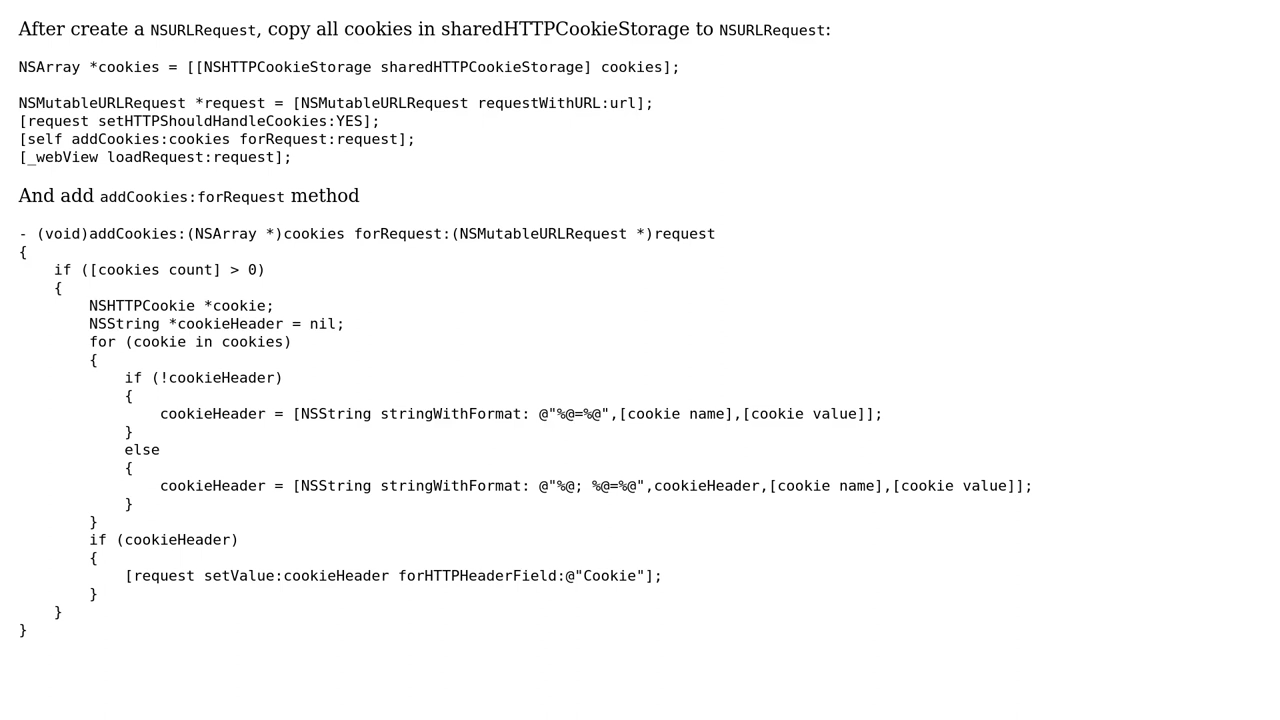 After create a NSURLRequest, copy all cookies in sharedHTTPCookieStorage to NSURLRequest:
NSArray *cookies = [[NSHTTPCookieStorage sharedHTTPCookieStorage] cookies];
NSMutableURLRequest *request = [NSMutableURLRequest requestWithURL:url];
[request setHTTPShouldHandleCookies:YES];
[self addCookies:cookies forRequest:request];
[_webView loadRequest:request];
And add addCookies:forRequest method
- (void)addCookies:(NSArray *)cookies forRequest:(NSMutableURLRequest *)request
{
    if ([cookies count] > 0)
    {
        NSHTTPCookie *cookie;
        NSString *cookieHeader = nil;
        for (cookie in cookies)
        {
            if (!cookieHeader)
            {
                cookieHeader = [NSString stringWithFormat: @"%@=%@",[cookie name],[cookie value]];
            }
            else
            {
                cookieHeader = [NSString stringWithFormat: @"%@; %@=%@",cookieHeader,[cookie name],[cookie value]];
            }
        }
        if (cookieHeader)
        {
            [request setValue:cookieHeader forHTTPHeaderField:@"Cookie"];
        }
    }
}